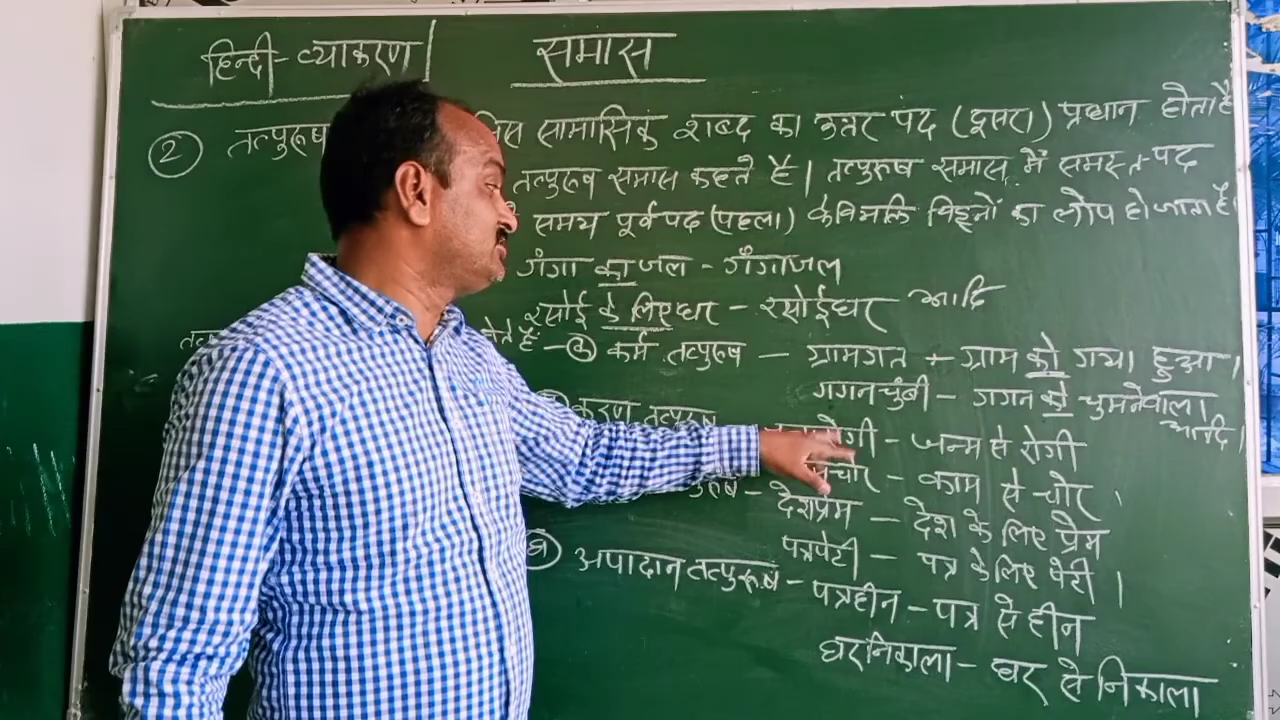 हिन्दी-व्याकरण
समास
(2) तत्पुरूष
जिस सामासिक शब्द का उत्तर पद (दूसरा) प्रधान होता है
तत्पुरुष समास कहते है। तत्पुरुष समास में समस्त पद
समय पूर्वपद (पहला) के विभक्ति चिह्नों का लोप हो जाता है।
गंगा का जल - गँगाजल
रसोई के लिए घर - रसोईघर आदि
होते हैं - कर्म तत्पुरूष - ग्रामगत - ग्राम को गया हुआ।
गगनचुंबी - गगन को चुमनेवाला।
आदि।
करण तत्पुरूष
रोगी - जन्म से रोगी
चोर - काम से चोर।
देशप्रेम - देश के लिए प्रेम
पत्रपेटी - पत्र के लिए पेटी।
अपादान तत्पुरूष - पत्रहीन - पत्र से हीन
घरनिकाला - घर से निकाला